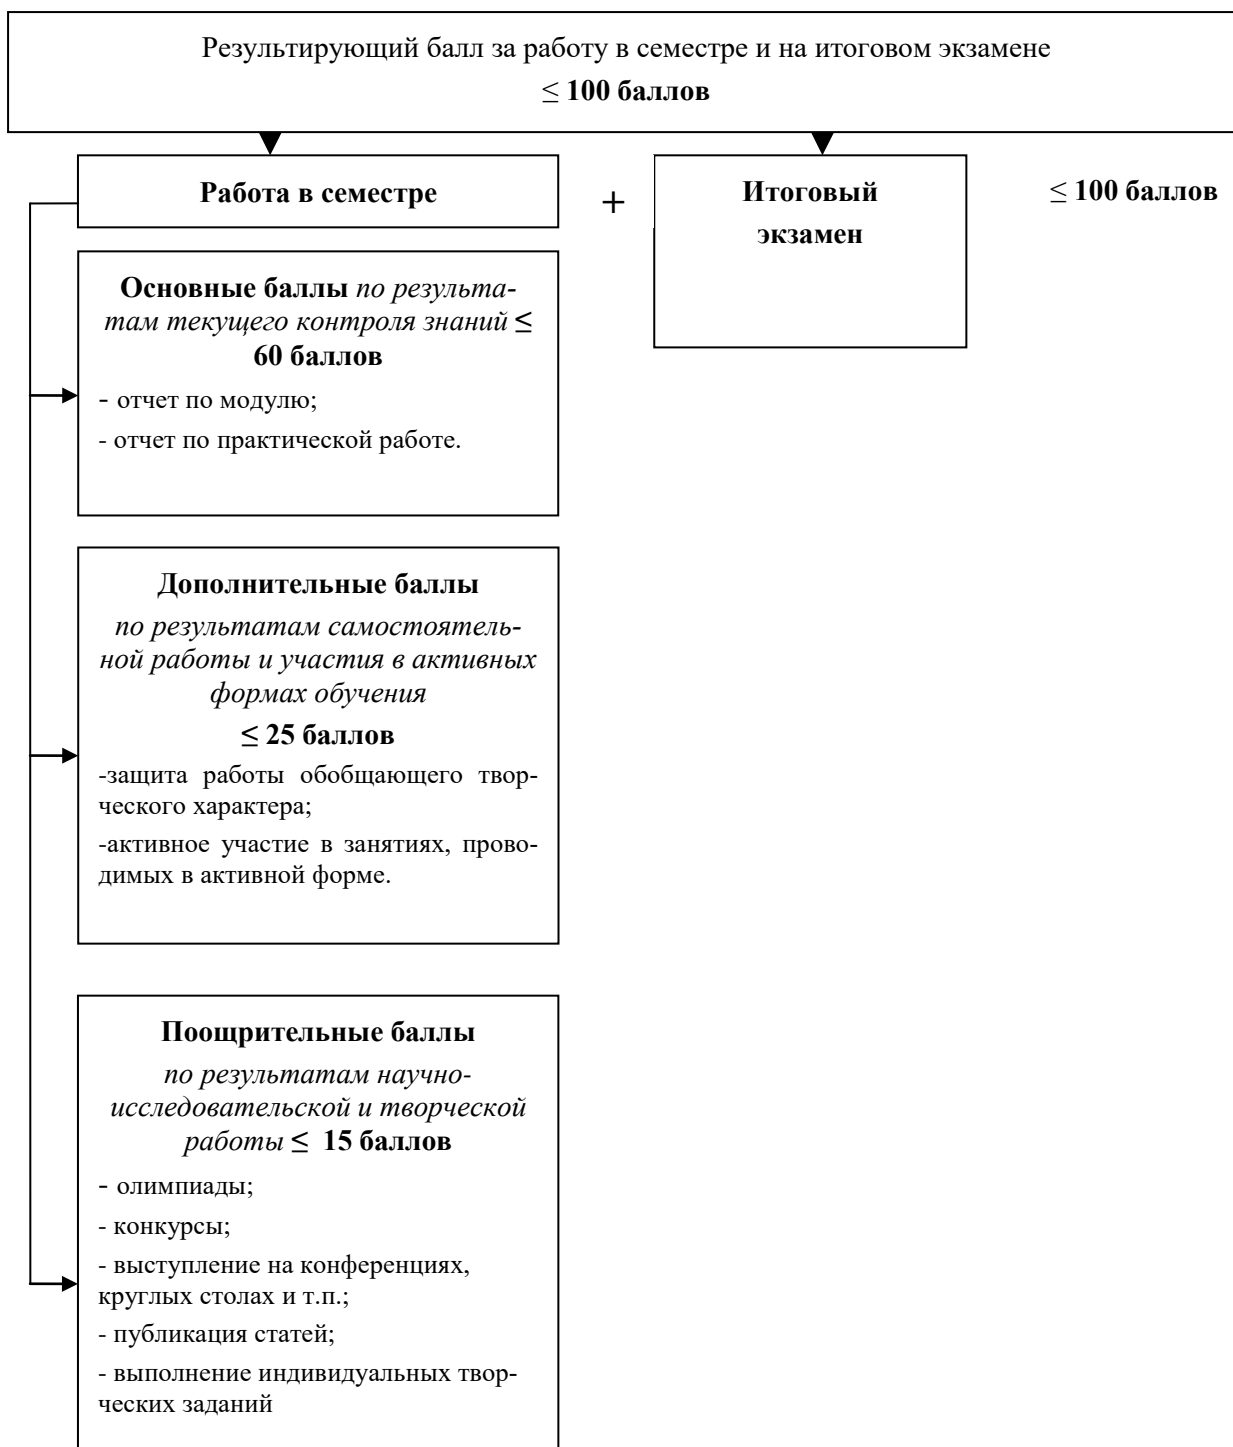 Результирующий балл за работу в семестре и на итоговом экзамене
≤ 100 баллов
Работа в семестре
+
Итоговый
экзамен
≤ 100 баллов
Основные баллы по результа-
там текущего контроля знаний ≤
60 баллов
- отчет по модулю;
- отчет по практической работе.
Дополнительные баллы
по результатам самостоятель-
ной работы и участия в активных
формах обучения
≤ 25 баллов
-защита работы обобщающего твор-
ческого характера;
-активное участие в занятиях, прово-
димых в активной форме.
Поощрительные баллы
по результатам научно-
исследовательской и творческой
работы ≤ 15 баллов
- олимпиады;
- конкурсы;
- выступление на конференциях,
круглых столах и т.п.;
- публикация статей;
- выполнение индивидуальных твор-
ческих заданий